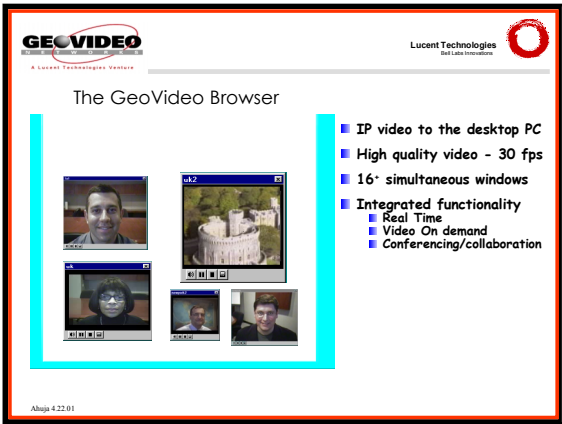 GEOVIDEO
NETWORKS
A Lucent Technologies Venture
Lucent Technologies
Bell Labs Innovations
The GeoVideo Browser
IP video to the desktop PC
High quality video - 30 fps
16+ simultaneous windows
Integrated functionality
Real Time
Video On demand
Conferencing/collaboration
uk2
uk
Ahuja 4.22.01